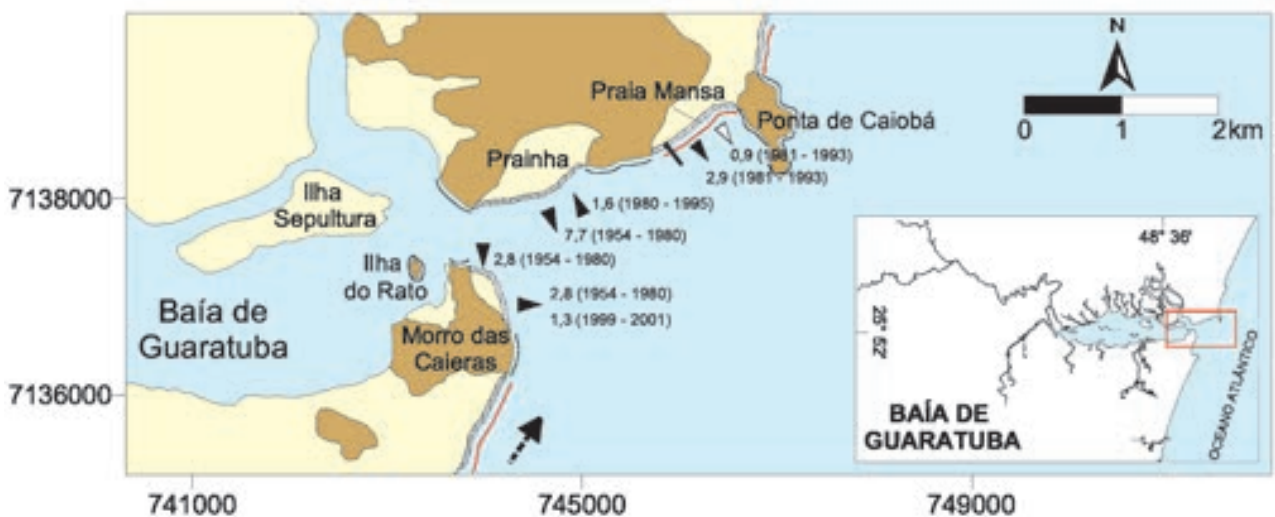 N
0 1 2km
Praia Mansa
Ponta de Caiobá
0,9 (1981 - 1993)
2,9 (1981 - 1993)
Prainha
7138000
Ilha
Sepultura
1,6 (1980 - 1995)
7,7 (1954 - 1980)
2,8 (1954 - 1980)
Ilha
do Rato
2,8 (1954 - 1980)
1,3 (1999 - 2001)
Baía de
Guaratuba
Morro das
Caieras
7136000
48° 36'
25° 52'
BAÍA DE
GUARATUBA
OCEANO ATLÂNTICO
741000
745000
749000